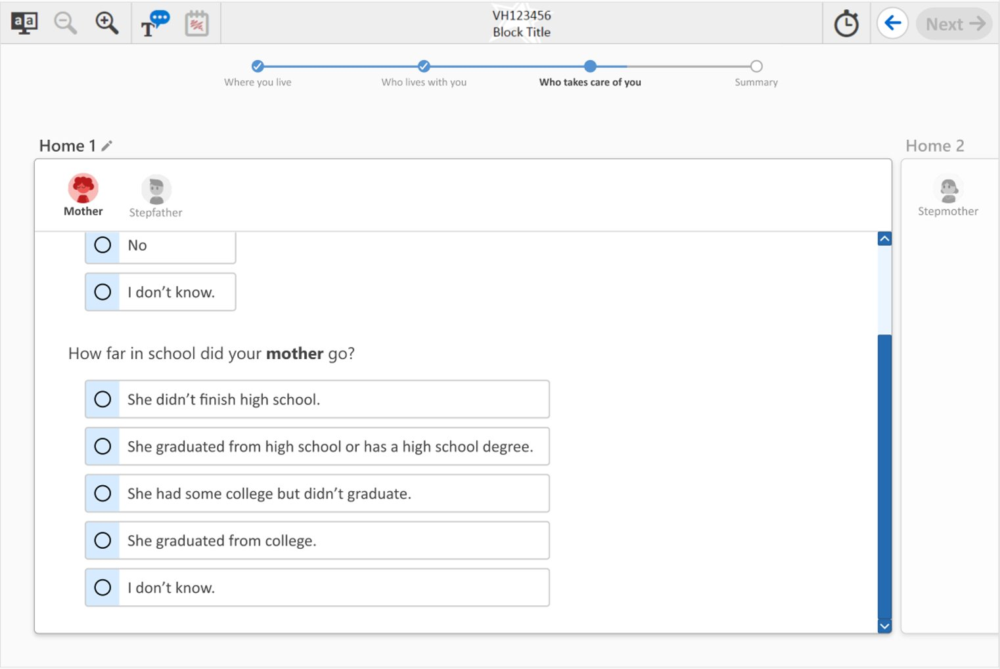 aa
T
VH123456
Block Title
Next
Where you live
Who lives with you
Who takes care of you
Summary
Home 1
Home 2
Mother
Stepfather
Stepmother
No
I don’t know.
How far in school did your mother go?
She didn’t finish high school.
She graduated from high school or has a high school degree.
She had some college but didn’t graduate.
She graduated from college.
I don’t know.